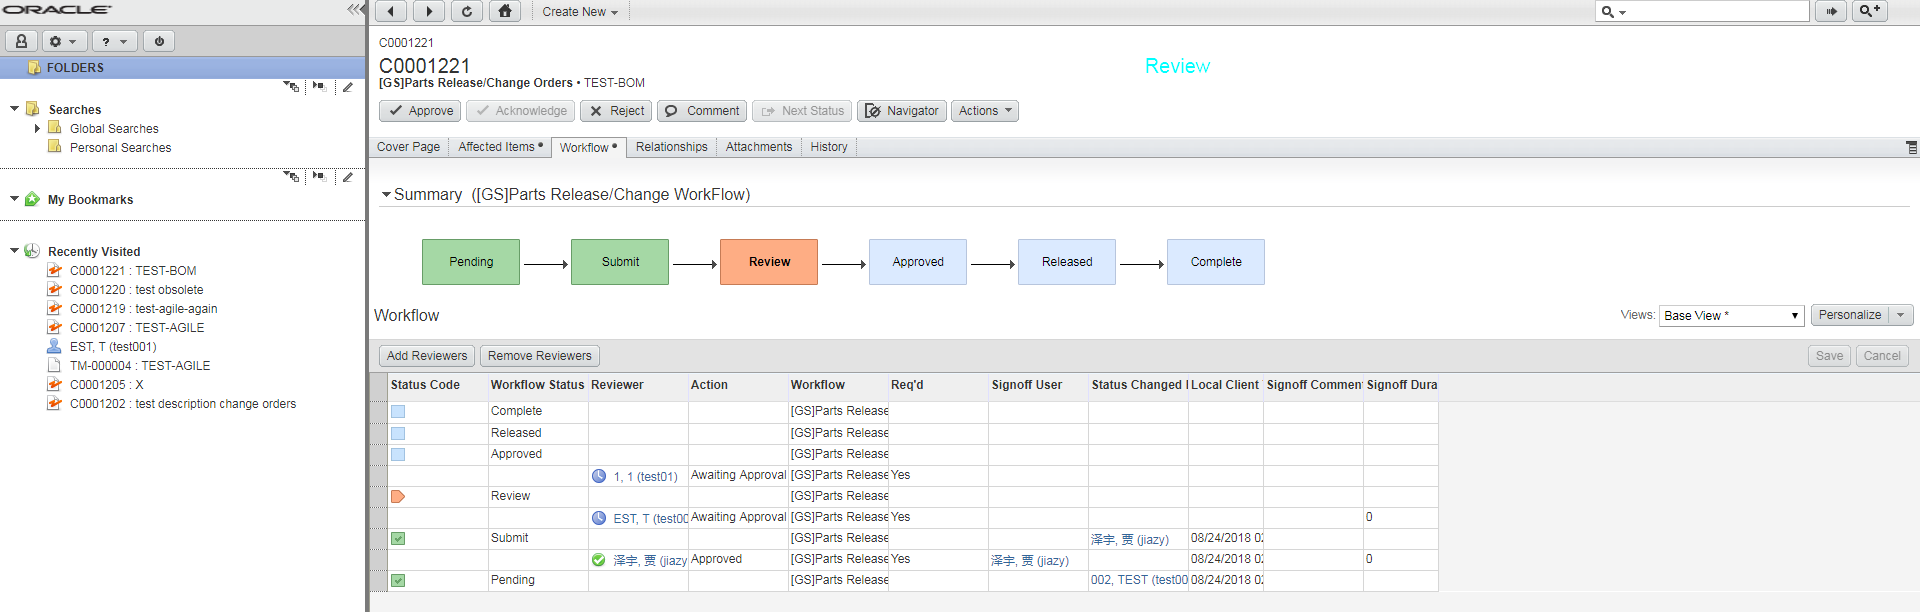 ORACLE
Create New
?
FOLDERS
Searches
Global Searches
Personal Searches
My Bookmarks
Recently Visited
C0001221 : TEST-BOM
C0001220 : test obsolete
C0001219 : test-agile-again
C0001207 : TEST-AGILE
EST, T (test001)
TM-000004 : TEST-AGILE
C0001205 : X
C0001202 : test description change orders
C0001221
C0001221
Review
[GS]Parts Release/Change Orders • TEST-BOM
Approve Acknowledge Reject Comment Next Status Navigator Actions
Cover Page Affected Items • Workflow • Relationships Attachments History
Summary ([GS]Parts Release/Change WorkFlow)
Pending Submit Review Approved Released Complete
Workflow
Views: Base View * Personalize
Add Reviewers Remove Reviewers Save Cancel
Status Code Workflow Status Reviewer Action Workflow Req'd Signoff User Status Changed Local Client Signoff Commen Signoff Dura
Complete [GS]Parts Release
Released [GS]Parts Release
Approved [GS]Parts Release
1, 1 (test01) Awaiting Approval [GS]Parts Release Yes
Review [GS]Parts Release
EST, T (test00 Awaiting Approval [GS]Parts Release Yes 0
Submit [GS]Parts Release 泽宇, 贾 (jiazy) 08/24/2018 02
泽宇, 贾 (jiazy Approved [GS]Parts Release Yes 泽宇, 贾 (jiazy) 08/24/2018 02 0
Pending [GS]Parts Release 002, TEST (test00 08/24/2018 02